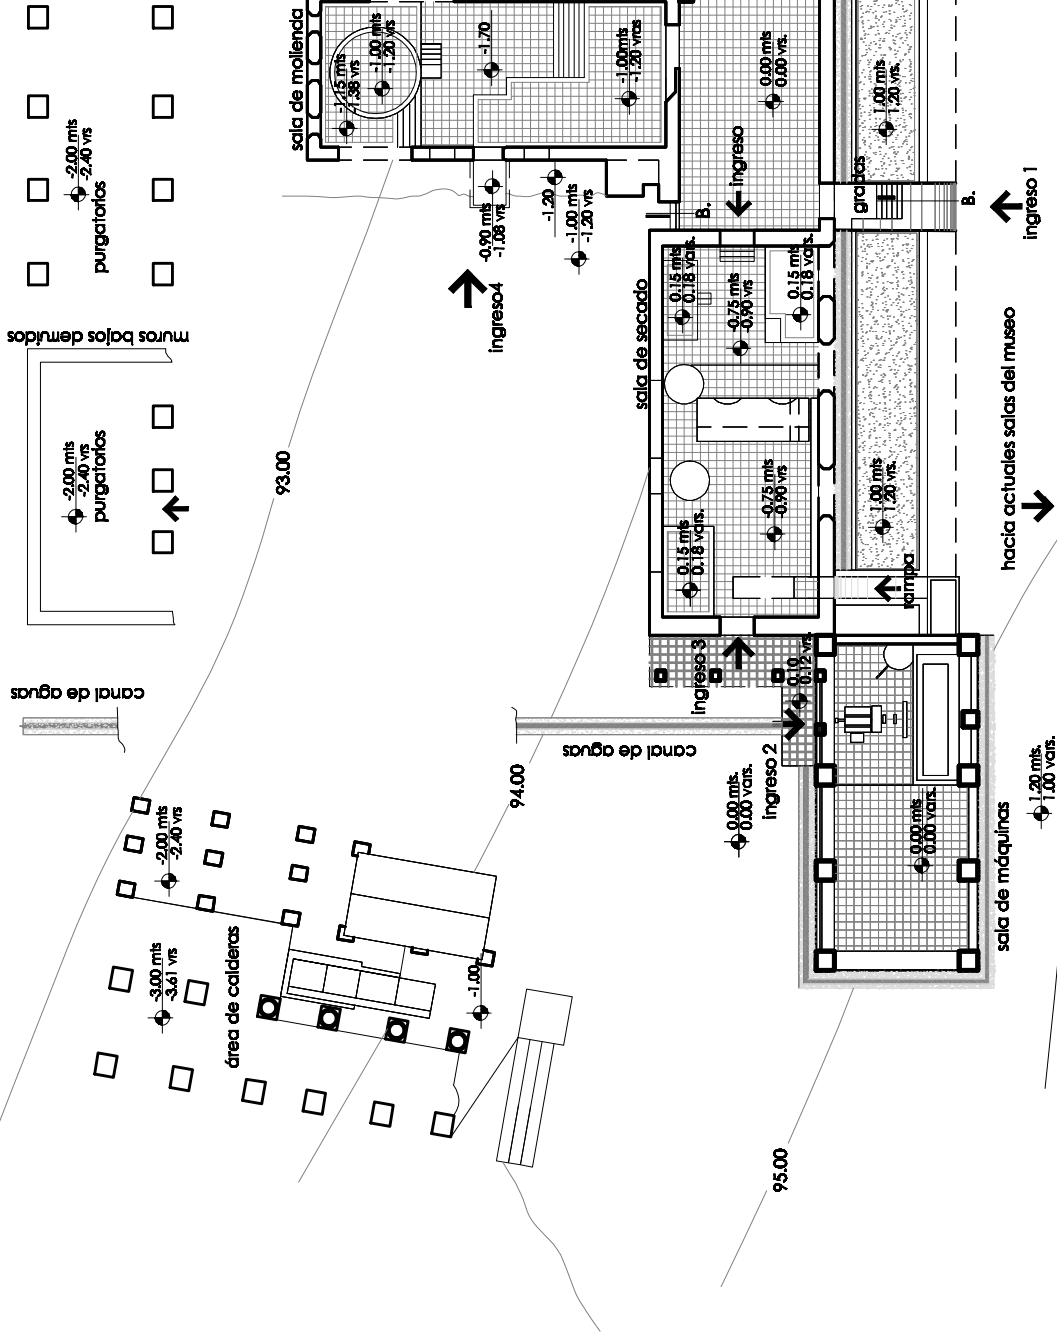 sala de molienda
-1.15 mts
-1.38 vrs
-1.00 mts
-1.20 vrs
-1.70
-1.00mts
-1.20 vras
0.00 mts
0.00 vrs.
1.00 mts
1.20 vrs.
-2.00 mts
-2.40 vrs
purgatorios
ingreso
B.
gradas
B.
ingreso 1
-0.90 mts
-1.08 vrs
-1.20
-1.00 mts
-1.20 vrs
ingreso4
muros bajos derruidos
sala de secado
0.15 mts
0.18 vars.
-0.75 mts
-0.90 vrs
0.15 mts
0.18 vars.
hacia actuales salas del museo
-2.00 mts
-2.40 vrs
purgatorios
93.00
0.15 mts
0.18 vars.
-0.75 mts
-0.90 vrs
1.00 mts
1.20 vrs.
rampa
canal de aguas
ingreso 3
0.10
0.12 vrs.
canal de aguas
94.00
ingreso 2
0.00 mts.
0.00 vars.
0.00 mts.
0.00 vars.
1.20 mts.
1.00 vars.
sala de máquinas
-2.00 mts
-2.40 vrs
-3.00 mts
-3.61 vrs
área de calderas
-1.00
95.00